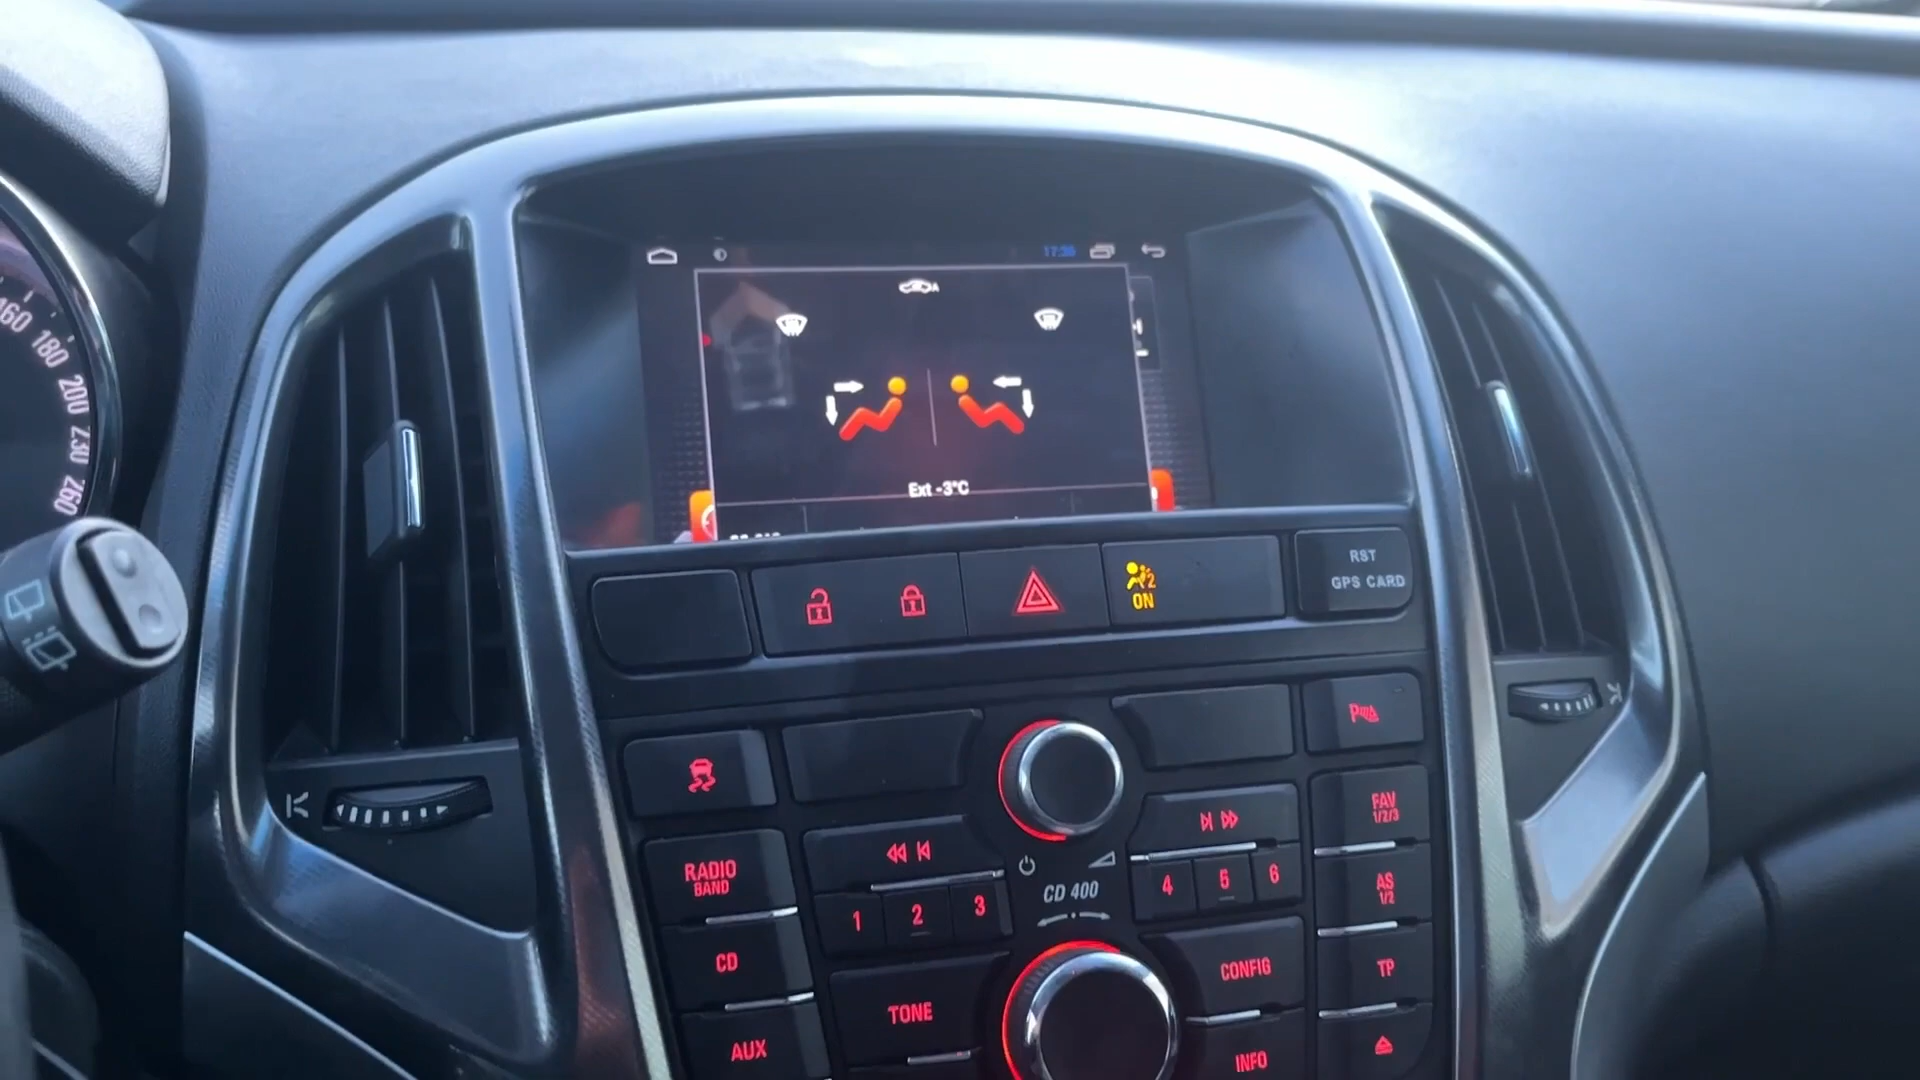 160
180
200
230
260
A
Ext -3°C
2
ON
RST
GPS CARD
P
FAV
1/2/3
RADIO
BAND
4 5 6
1 2 3
CD 400
AS
1/2
CD
CONFIG
TP
TONE
AUX
INFO